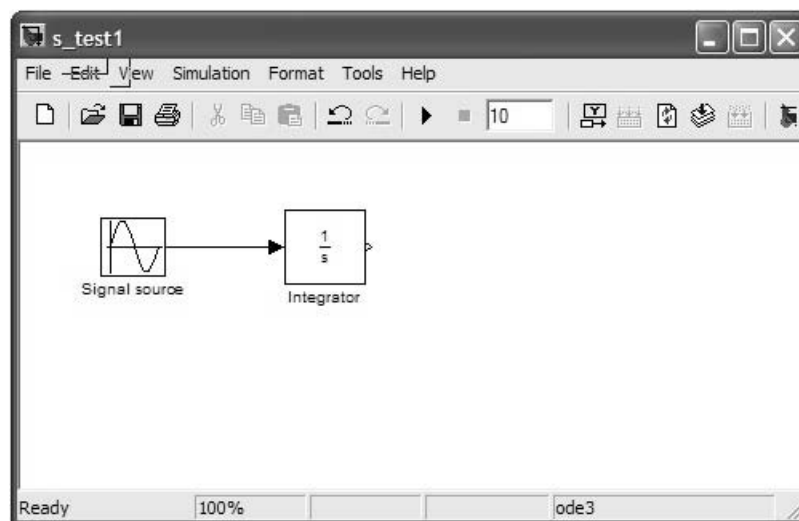 s_test1
File Edit View Simulation Format Tools Help
10
1
s
Signal source
Integrator
Ready 100% ode3